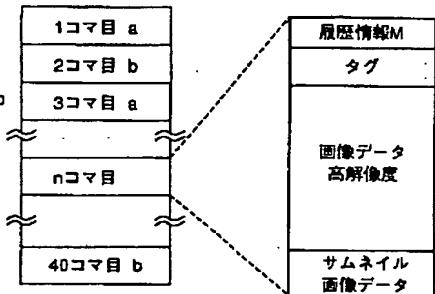 1コマ目 a
2コマ目 b
3コマ目 a
nコマ目
40コマ目 b
履歴情報M
タグ
画像データ
高解像度
サムネイル
画像データ